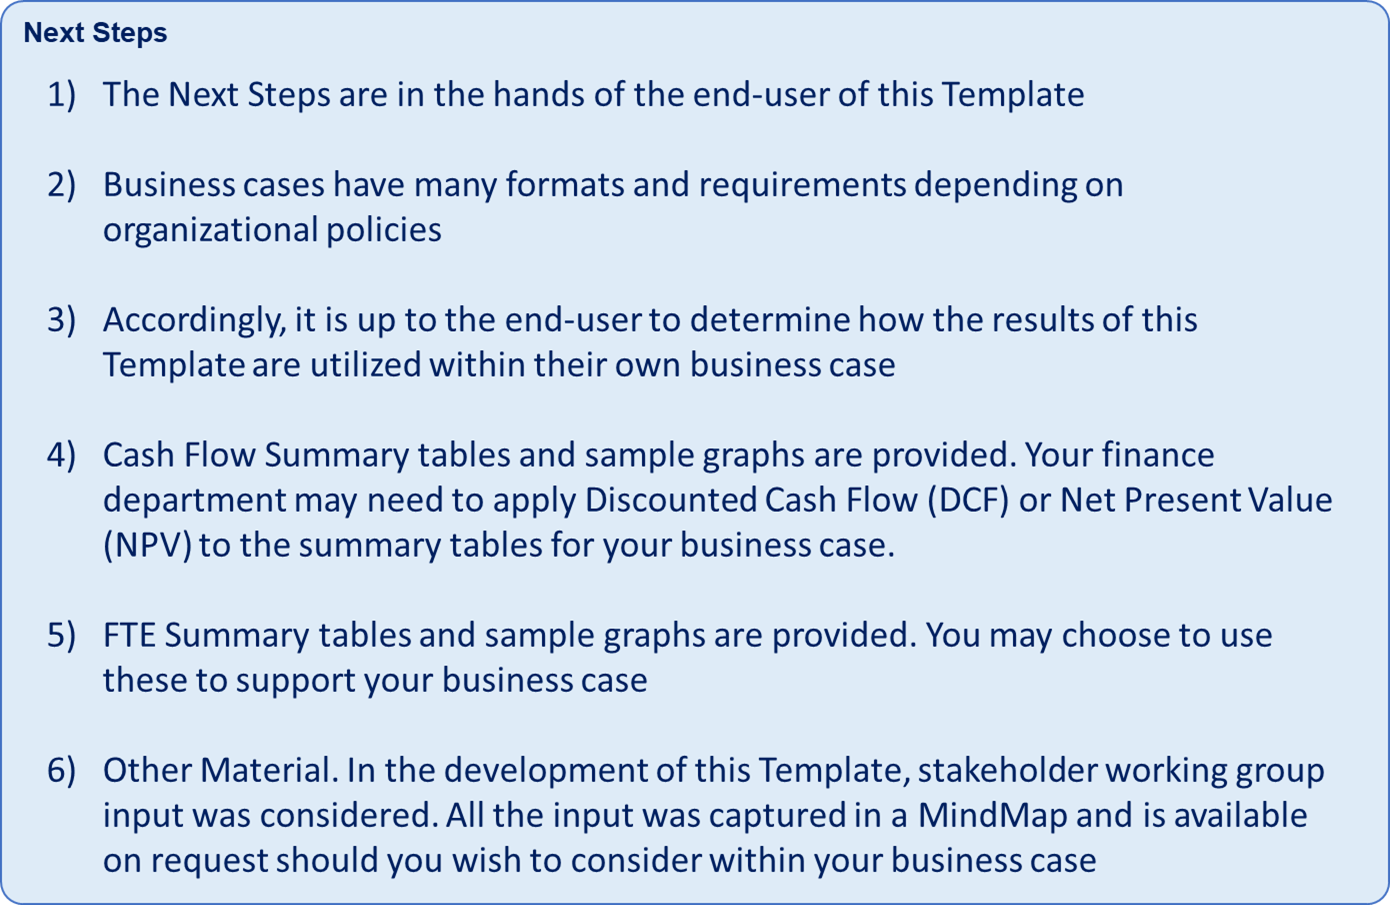 Next Steps
1) The Next Steps are in the hands of the end-user of this Template
2) Business cases have many formats and requirements depending on
organizational policies
3) Accordingly, it is up to the end-user to determine how the results of this
Template are utilized within their own business case
4) Cash Flow Summary tables and sample graphs are provided. Your finance
department may need to apply Discounted Cash Flow (DCF) or Net Present Value
(NPV) to the summary tables for your business case.
5) FTE Summary tables and sample graphs are provided. You may choose to use
these to support your business case
6) Other Material. In the development of this Template, stakeholder working group
input was considered. All the input was captured in a MindMap and is available
on request should you wish to consider within your business case